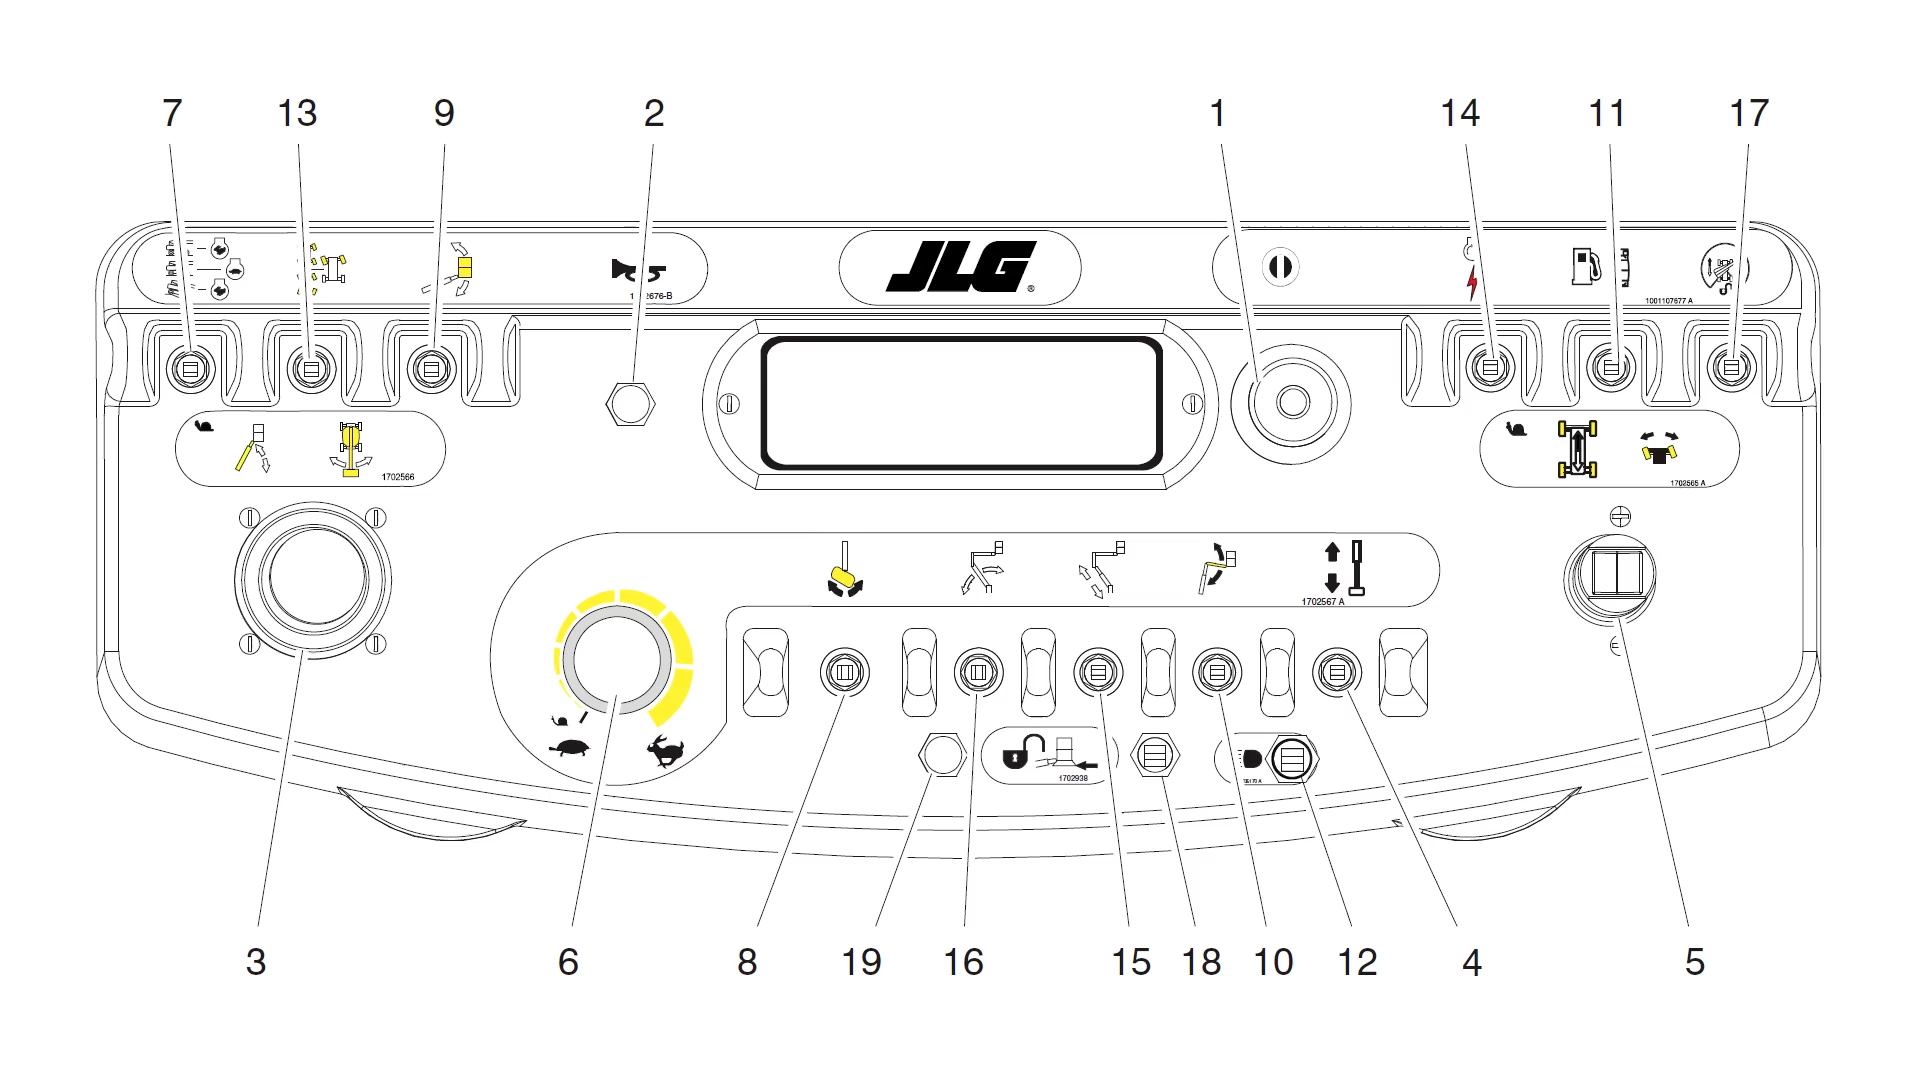 7 13 9 2 1 14 11 17
JLG®
2676-B
1001107677 A
1702566
1702565 A
1702567 A
1702938
3 6 8 19 16 15 18 10 12 4 5